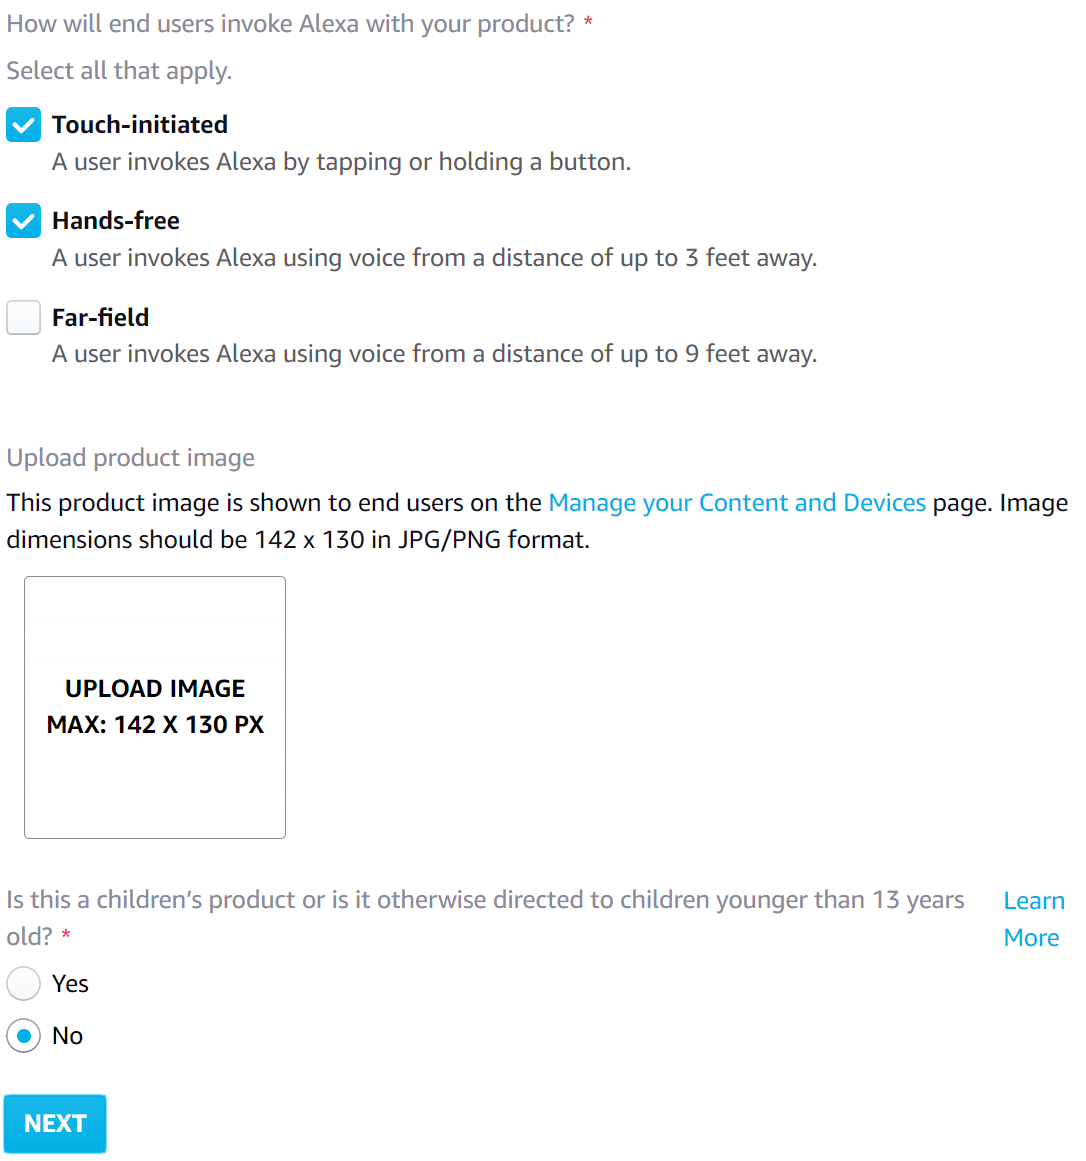 How will end users invoke Alexa with your product? *
Select all that apply.
Touch-initiated
A user invokes Alexa by tapping or holding a button.
Hands-free
A user invokes Alexa using voice from a distance of up to 3 feet away.
Far-field
A user invokes Alexa using voice from a distance of up to 9 feet away.
Upload product image
This product image is shown to end users on the Manage your Content and Devices page. Image
dimensions should be 142 x 130 in JPG/PNG format.
UPLOAD IMAGE
MAX: 142 X 130 PX
Is this a children’s product or is it otherwise directed to children younger than 13 years
old? *
Learn
More
Yes
No
NEXT